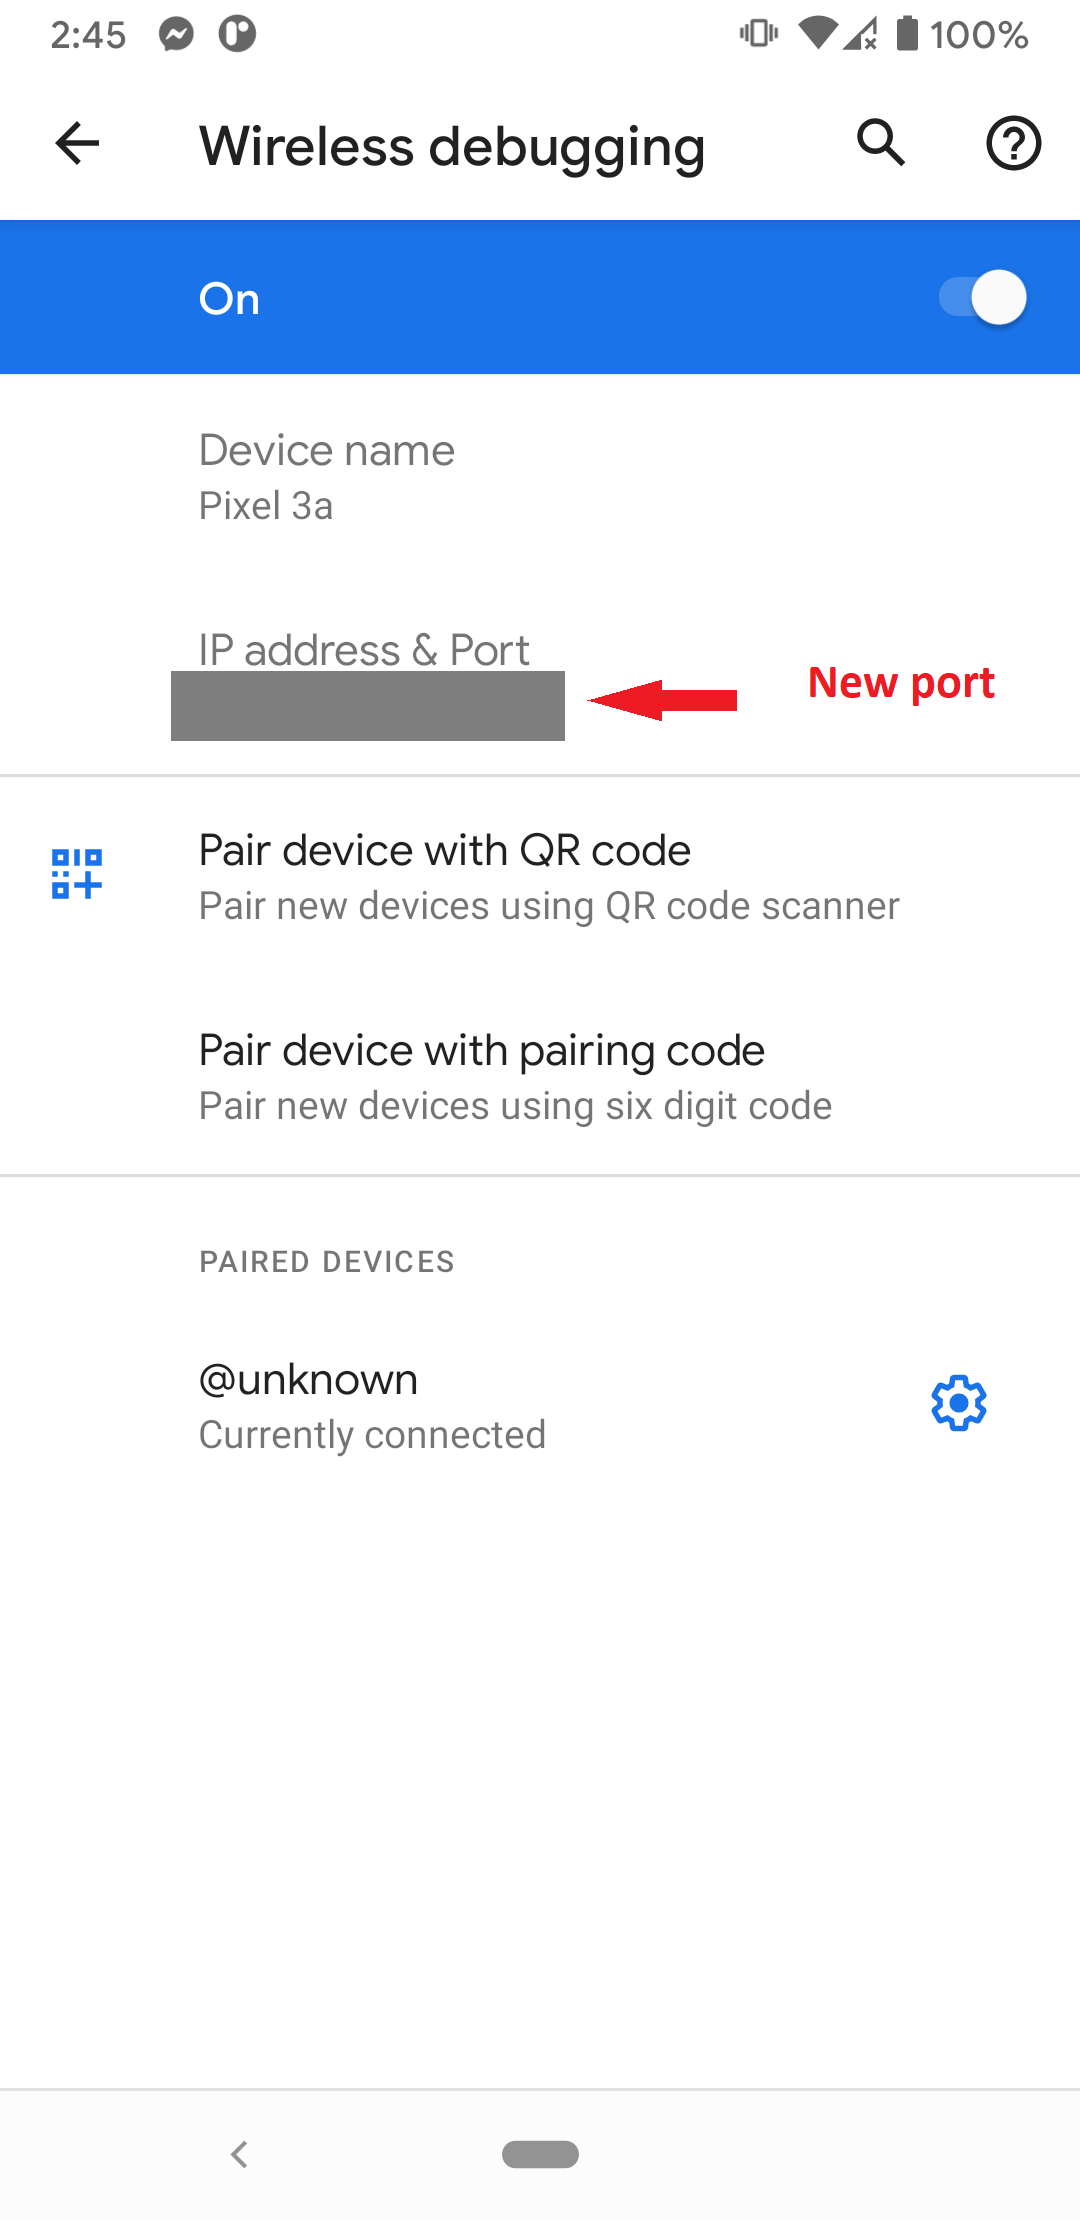 2:45
100%
Wireless debugging
On
Device name
Pixel 3a
IP address & Port
New port
Pair device with QR code
Pair new devices using QR code scanner
Pair device with pairing code
Pair new devices using six digit code
PAIRED DEVICES
@unknown
Currently connected